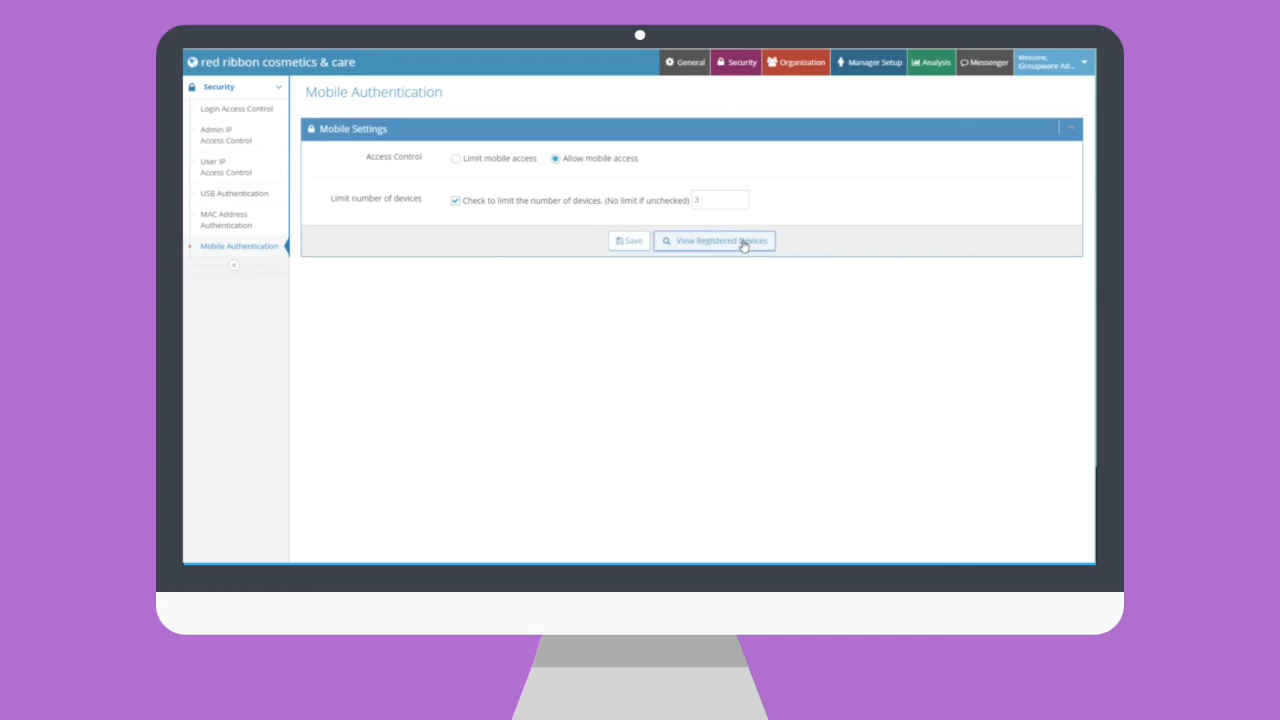 red ribbon cosmetics & care
General
Security
Organization
Manager Setup
Analysis
Messenger
Welcome,
Groupware Ad...
Security
Login Access Control
Admin IP
Access Control
User IP
Access Control
USB Authentication
MAC Address
Authentication
Mobile Authentication
Mobile Authentication
Mobile Settings
Access Control
Limit mobile access
Allow mobile access
Limit number of devices
Check to limit the number of devices. (No limit if unchecked)
3
Save
View Registered Devices